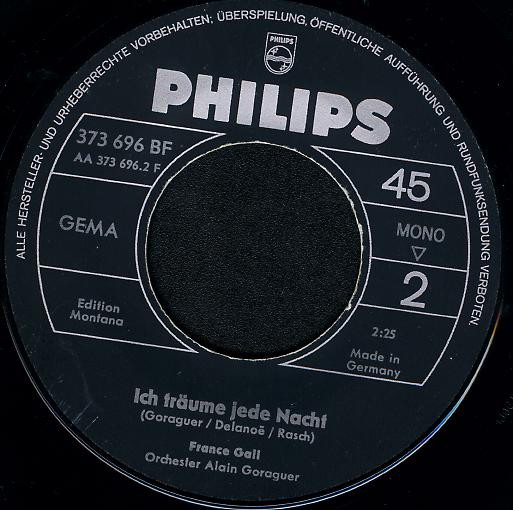 ALLE HERSTELLER- UND URHEBERRECHTE VORBEHALTEN; ÜBERSPIELUNG, ÖFFENTLICHE AUFFÜHRUNG UND RUNDFUNKSENDUNG VERBOTEN.
PHILIPS
PHILIPS
373 696 BF
AA 373 696.2 F
GEMA
Edition
Montana
45
MONO
2
2:25
Made in
Germany
Ich träume jede Nacht
(Goraguer / Delanoë / Rasch)
France Gall
Orchester Alain Goraguer